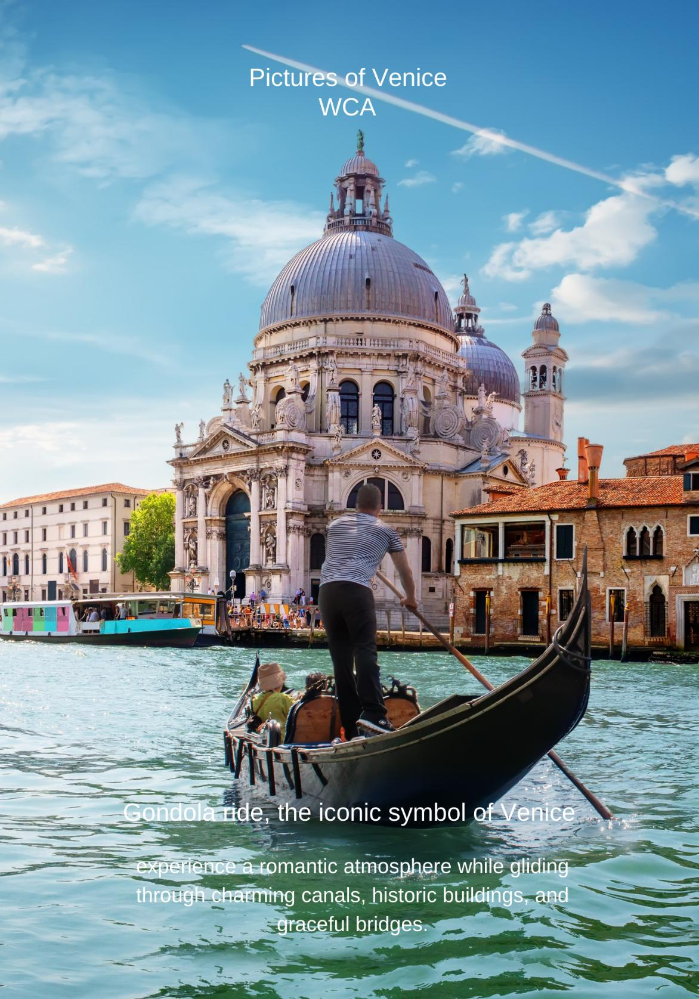 Pictures of Venice
WCA
Gondola ride, the iconic symbol of Venice
experience a romantic atmosphere while gliding
through charming canals, historic buildings, and
graceful bridges.